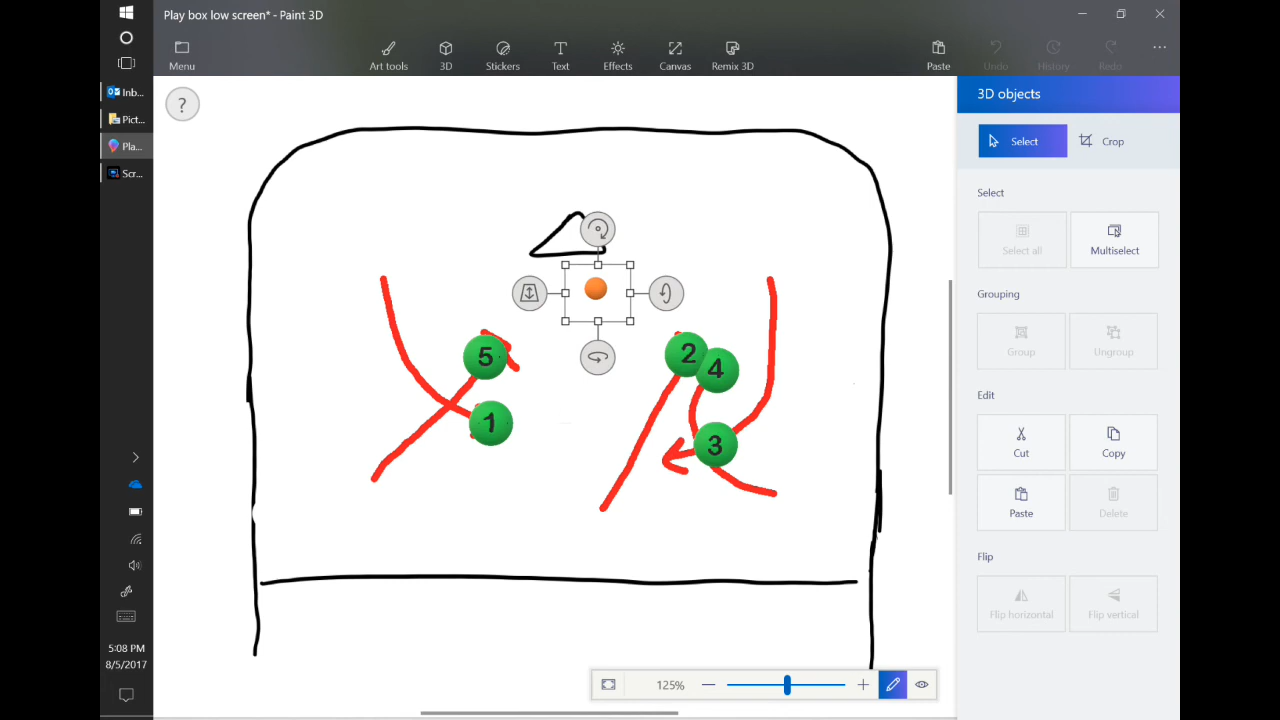 Play box low screen* - Paint 3D
Menu
Art tools
3D
Stickers
Text
Effects
Canvas
Remix 3D
Paste
Undo
History
Redo
Inb...
Pict...
Pla...
Scr...
?
3D objects
Select
Crop
Select
Select all
Multiselect
Grouping
Group
Ungroup
Edit
Cut
Copy
Paste
Delete
Flip
Flip horizontal
Flip vertical
5
1
2
4
3
125%
5:08 PM
8/5/2017